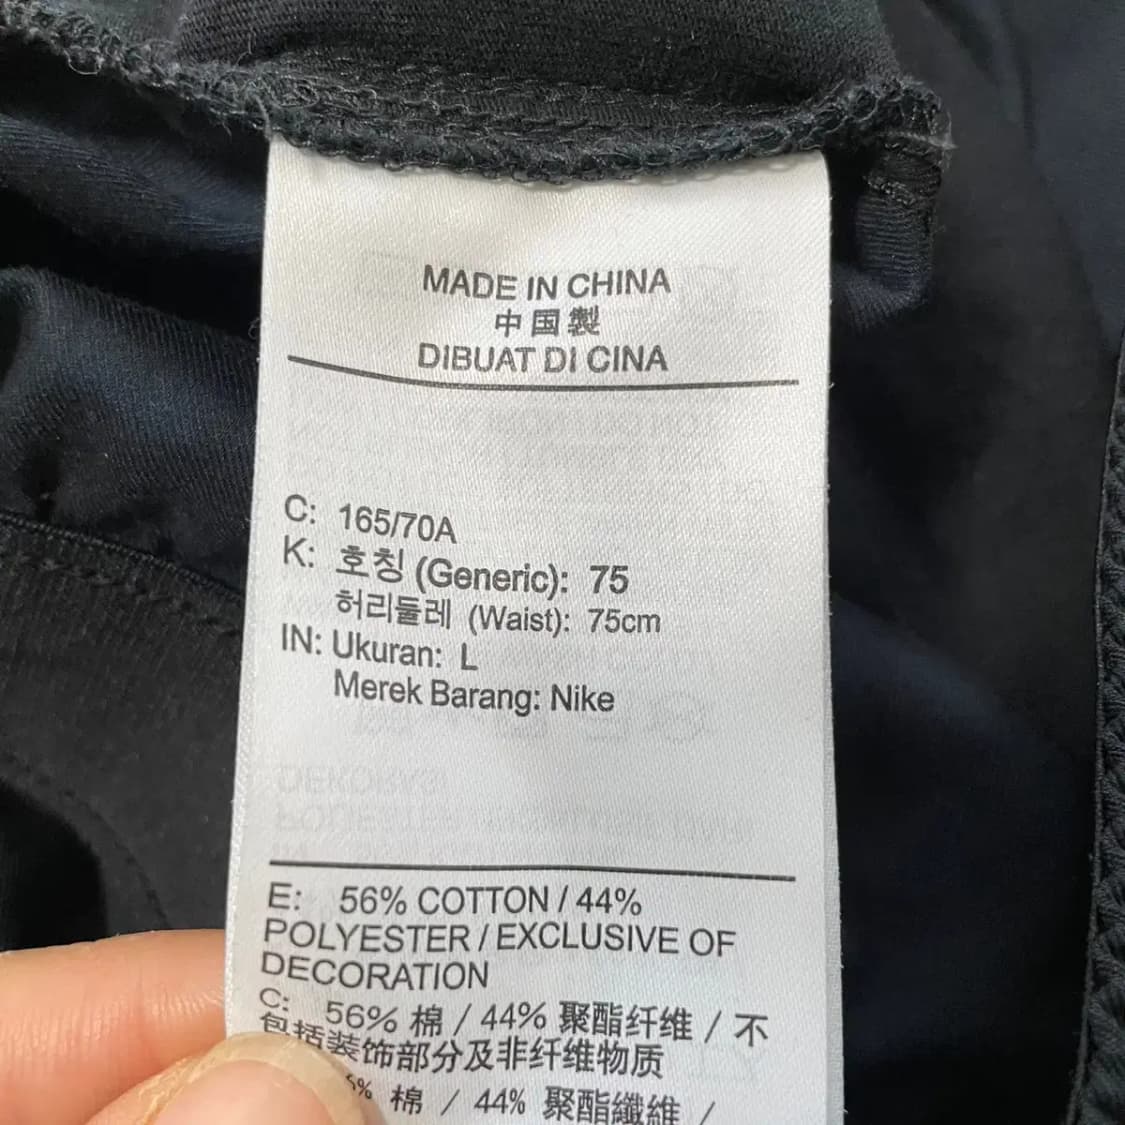 MADE IN CHINA
中国製
DIBUAT DI CINA
C: 165/70A
K: 호칭 (Generic): 75
허리둘레 (Waist): 75cm
IN: Ukuran: L
Merek Barang: Nike
E: 56% COTTON / 44%
POLYESTER / EXCLUSIVE OF
DECORATION
C: 56% 棉 / 44% 聚酯纤维 / 不
包括装饰部分及非纤维物质
棉 / 44% 聚酯纖維 /